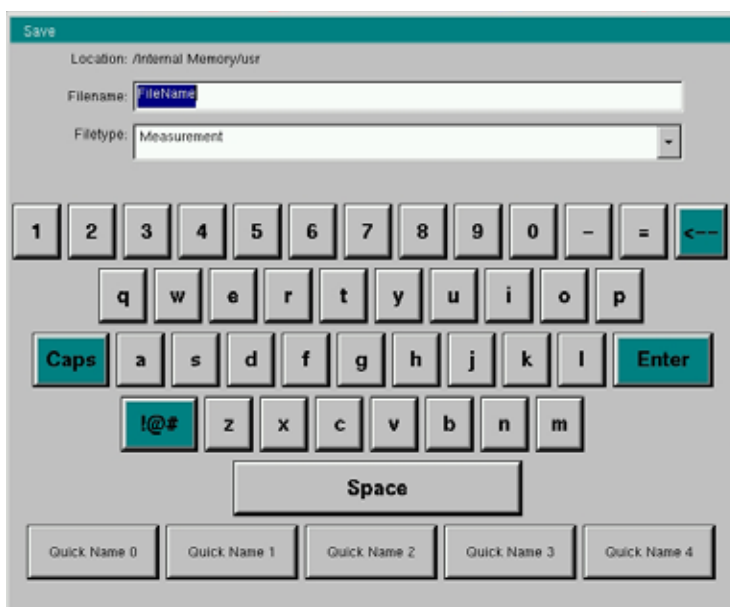 Save
Location: /Internal Memory/usr
Filename: FileName
Filetype: Measurement
1 2 3 4 5 6 7 8 9 0 - = <--
q w e r t y u i o p
Caps a s d f g h j k l Enter
!@# z x c v b n m
Space
Quick Name 0 Quick Name 1 Quick Name 2 Quick Name 3 Quick Name 4